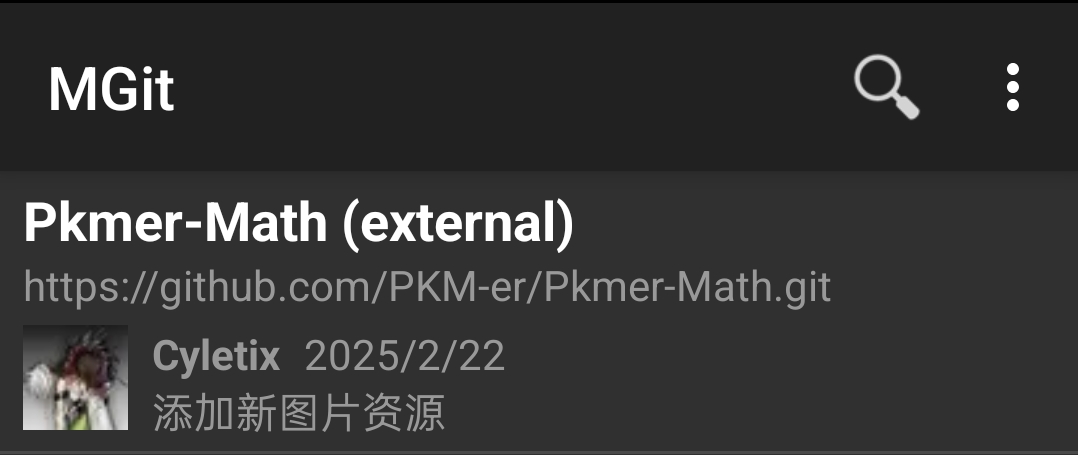 MGit
Pkmer-Math (external)
https://github.com/PKM-er/Pkmer-Math.git
Cyletix 2025/2/22
添加新图片资源